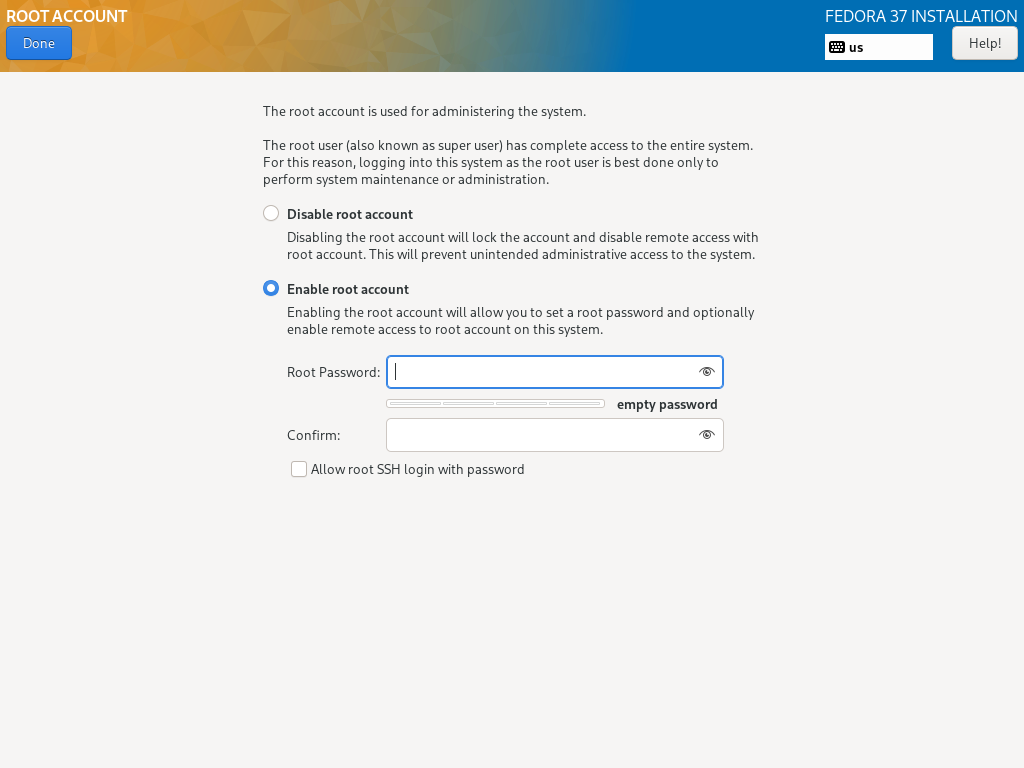 ROOT ACCOUNT
FEDORA 37 INSTALLATION
Done
us
Help!
The root account is used for administering the system.
The root user (also known as super user) has complete access to the entire system.
For this reason, logging into this system as the root user is best done only to
perform system maintenance or administration.
Disable root account
Disabling the root account will lock the account and disable remote access with
root account. This will prevent unintended administrative access to the system.
Enable root account
Enabling the root account will allow you to set a root password and optionally
enable remote access to root account on this system.
Root Password:
empty password
Confirm:
Allow root SSH login with password